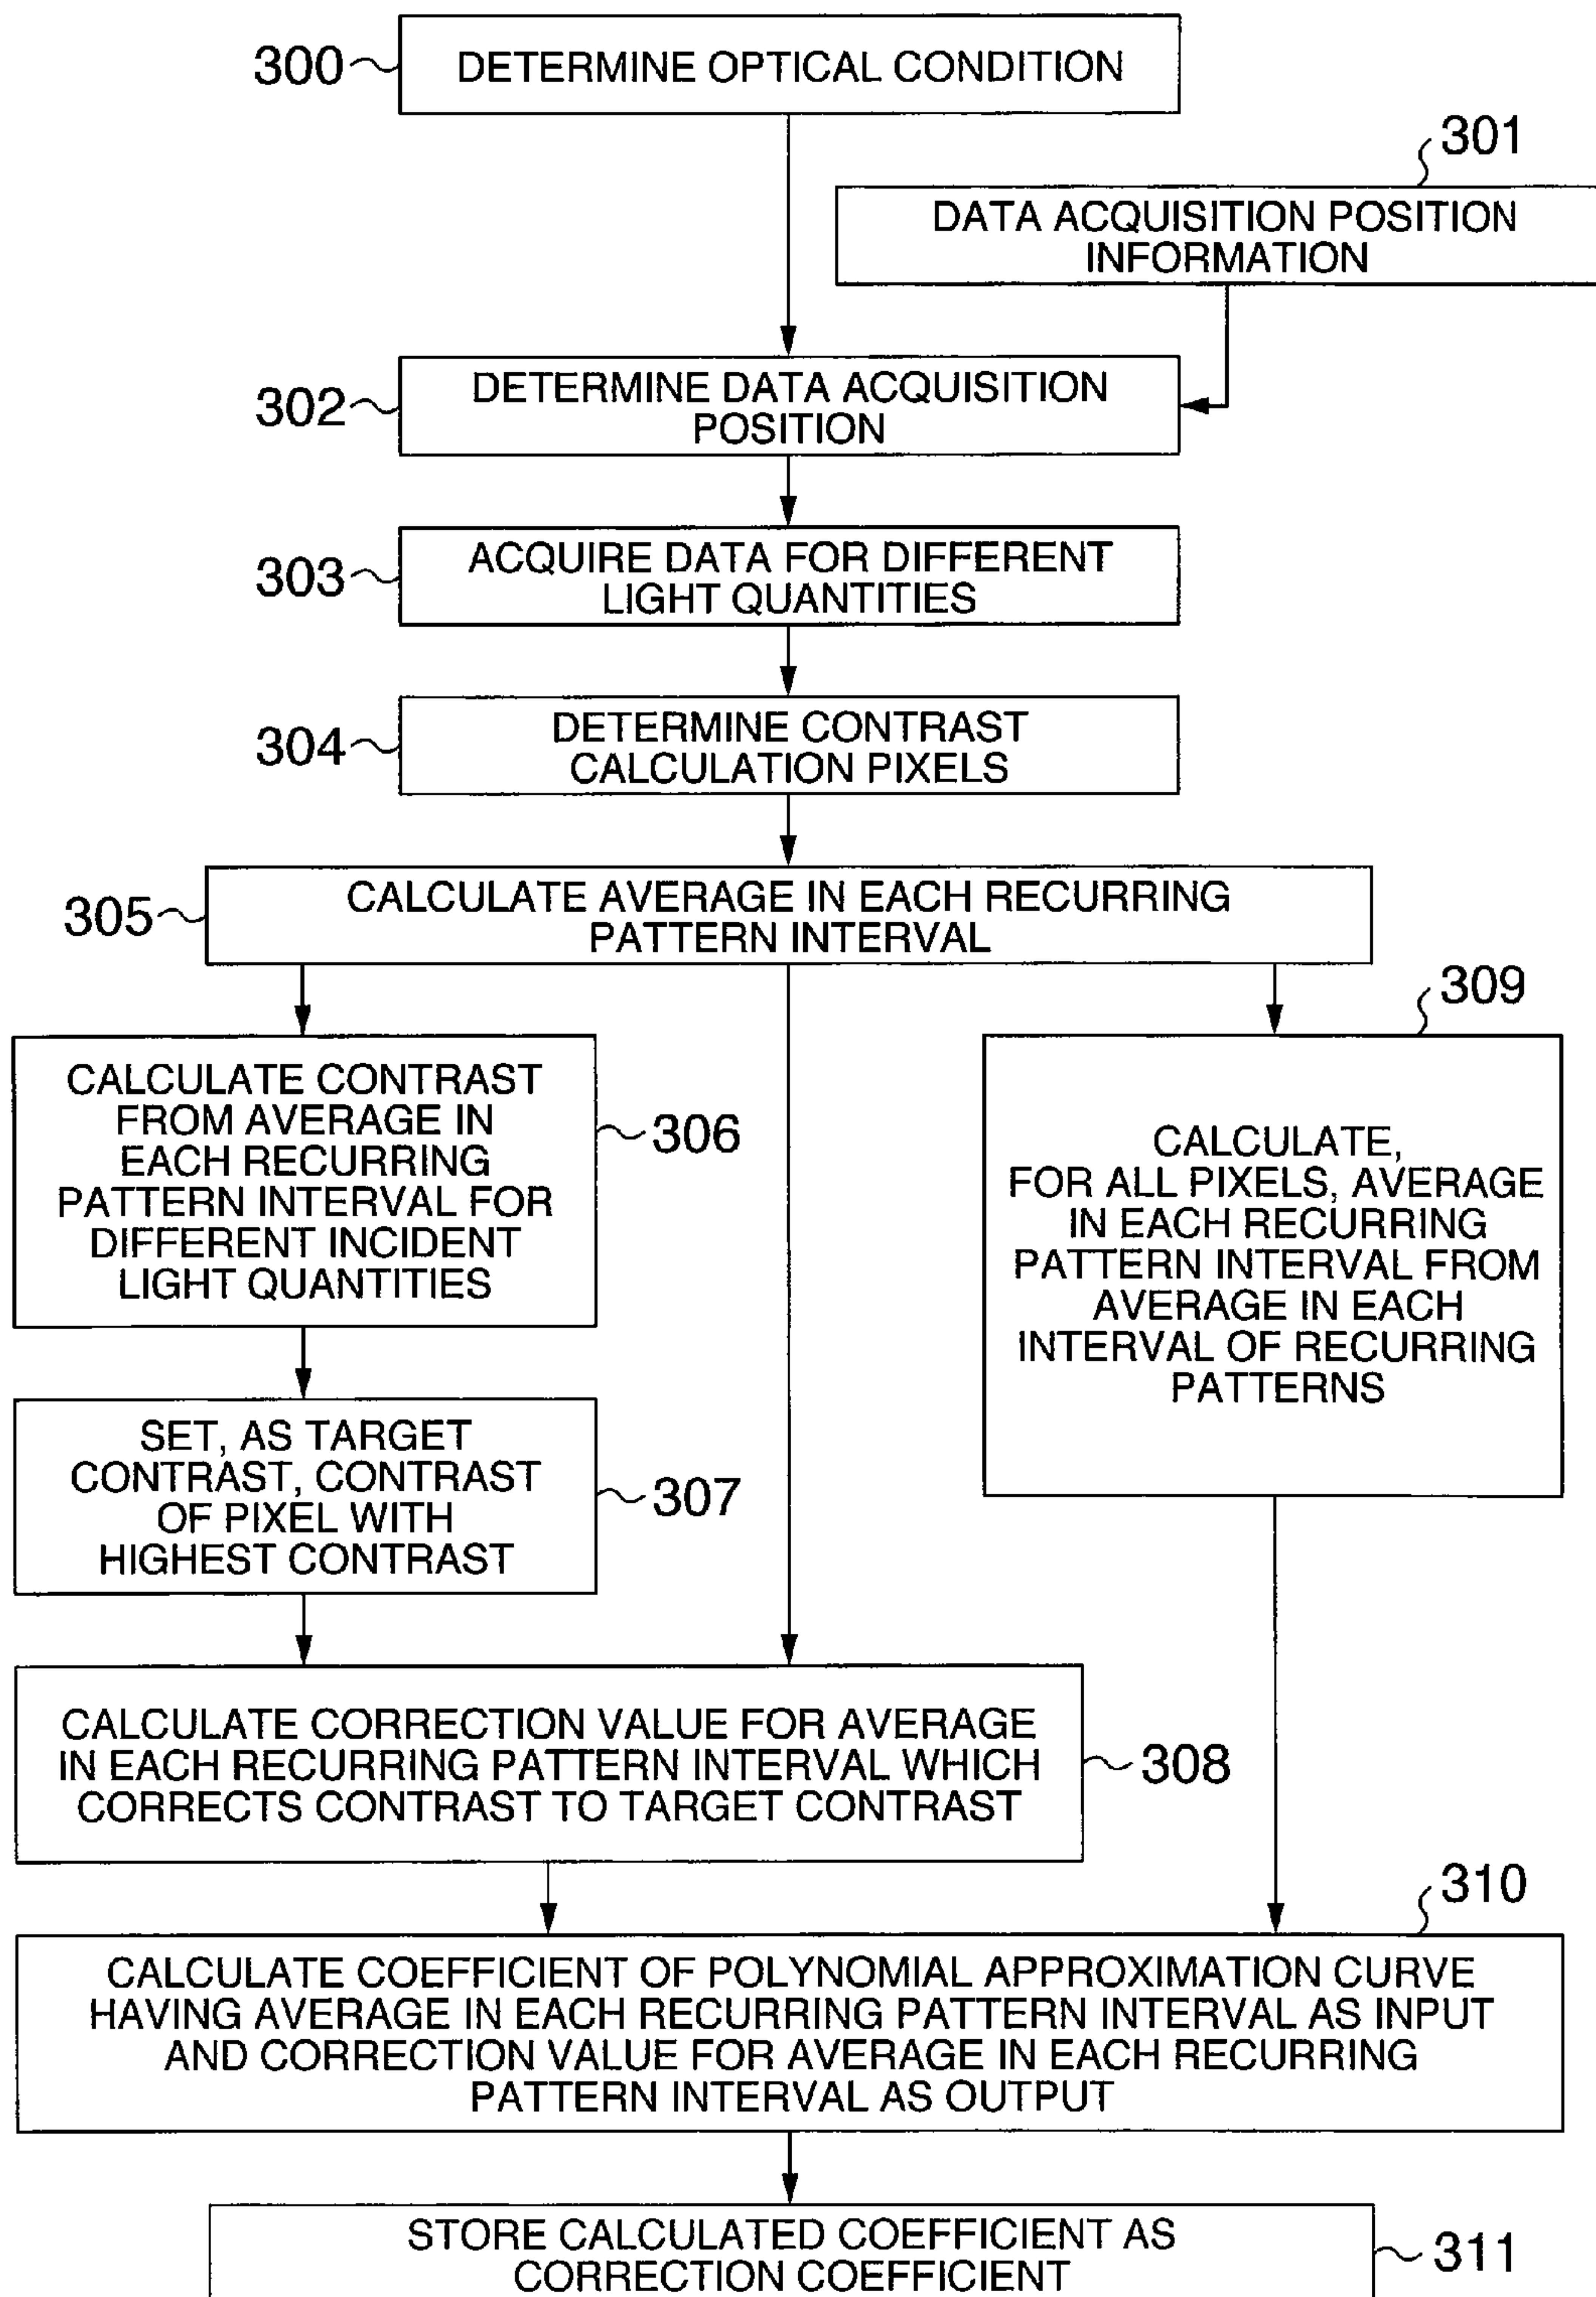 300
DETERMINE OPTICAL CONDITION
301
DATA ACQUISITION POSITION
INFORMATION
302
DETERMINE DATA ACQUISITION
POSITION
303
ACQUIRE DATA FOR DIFFERENT
LIGHT QUANTITIES
304
DETERMINE CONTRAST
CALCULATION PIXELS
305
CALCULATE AVERAGE IN EACH RECURRING
PATTERN INTERVAL
306
CALCULATE CONTRAST
FROM AVERAGE IN
EACH RECURRING
PATTERN INTERVAL FOR
DIFFERENT INCIDENT
LIGHT QUANTITIES
309
CALCULATE,
FOR ALL PIXELS, AVERAGE
IN EACH RECURRING
PATTERN INTERVAL FROM
AVERAGE IN EACH
INTERVAL OF RECURRING
PATTERNS
307
SET, AS TARGET
CONTRAST, CONTRAST
OF PIXEL WITH
HIGHEST CONTRAST
308
CALCULATE CORRECTION VALUE FOR AVERAGE
IN EACH RECURRING PATTERN INTERVAL WHICH
CORRECTS CONTRAST TO TARGET CONTRAST
310
CALCULATE COEFFICIENT OF POLYNOMIAL APPROXIMATION CURVE
HAVING AVERAGE IN EACH RECURRING PATTERN INTERVAL AS INPUT
AND CORRECTION VALUE FOR AVERAGE IN EACH RECURRING
PATTERN INTERVAL AS OUTPUT
311
STORE CALCULATED COEFFICIENT AS
CORRECTION COEFFICIENT